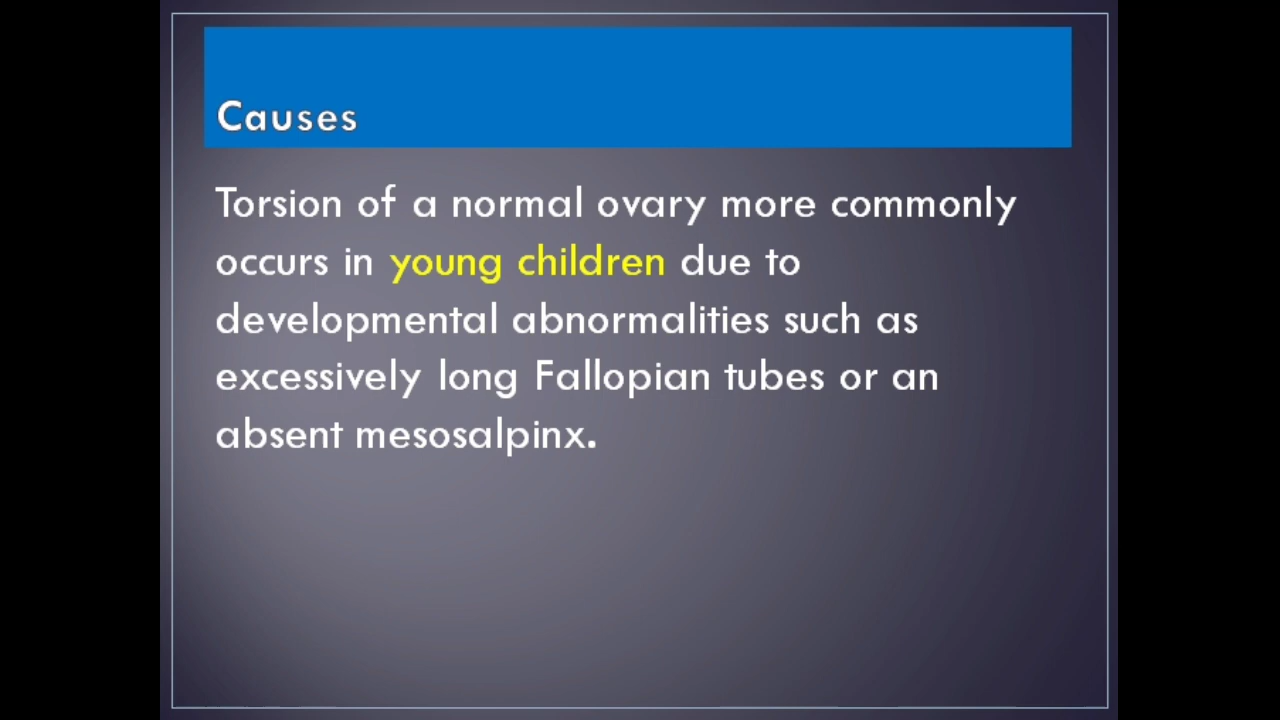 Causes
Torsion of a normal ovary more commonly
occurs in young children due to
developmental abnormalities such as
excessively long Fallopian tubes or an
absent mesosalpinx.